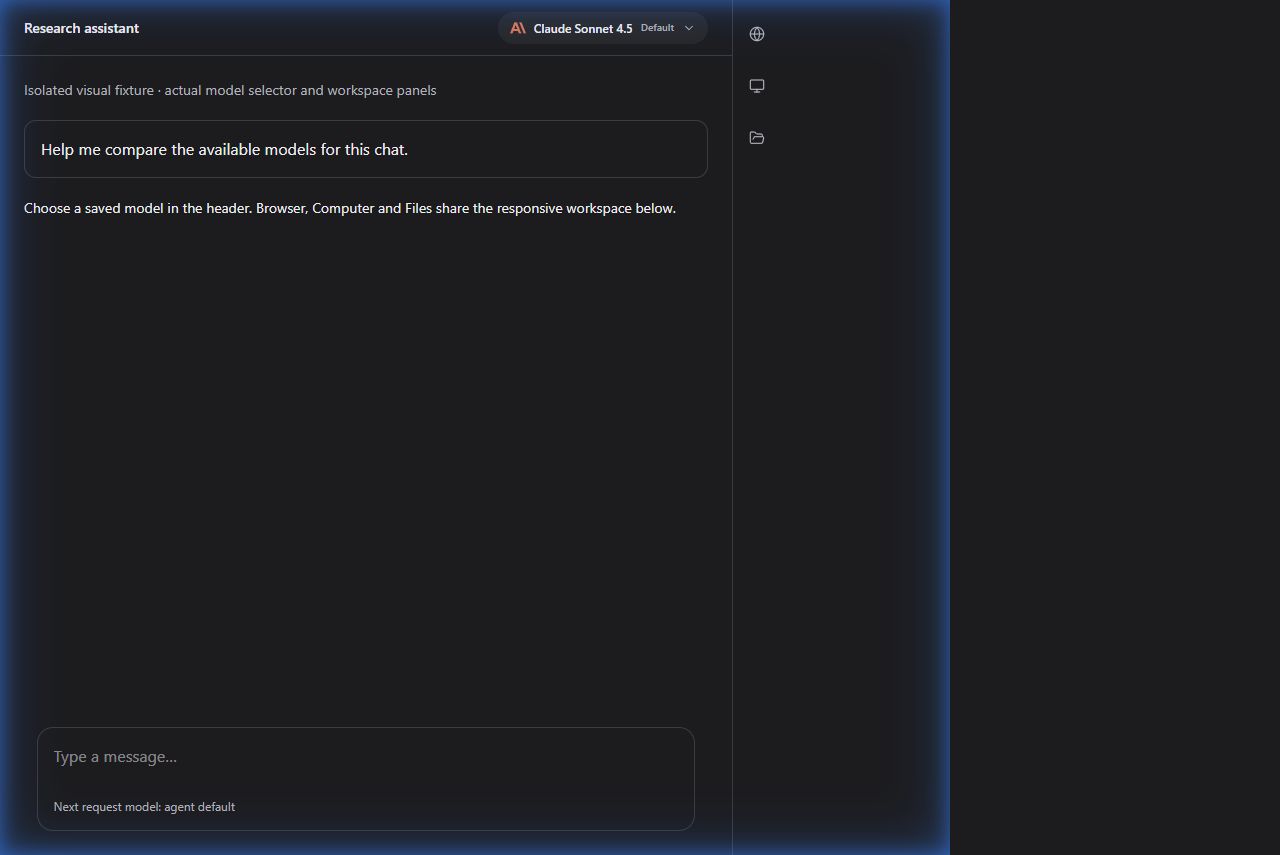 Research assistant
Claude Sonnet 4.5 Default
Isolated visual fixture · actual model selector and workspace panels
Help me compare the available models for this chat.
Choose a saved model in the header. Browser, Computer and Files share the responsive workspace below.
Type a message...
Next request model: agent default